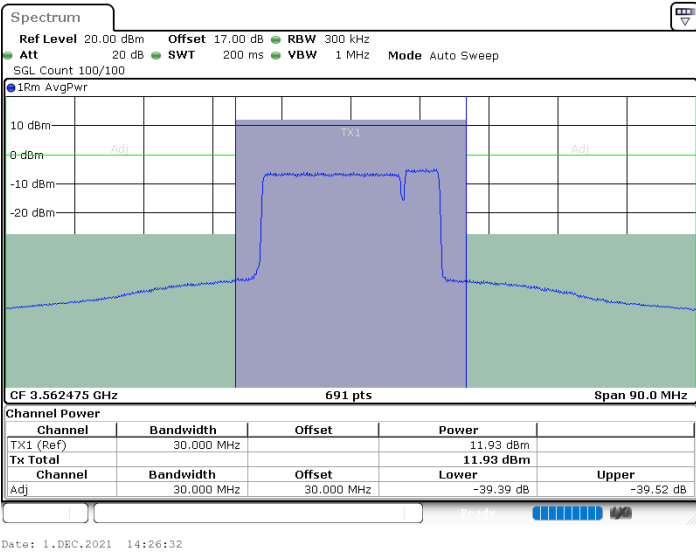 Spectrum
Ref Level 20.00 dBm Offset 17.00 dB RBW 300 kHz
Att 20 dB SWT 200 ms VBW 1 MHz Mode Auto Sweep
SGL Count 100/100
1Rm AvgPwr
10 dBm
TX1
Adj
Adj
0 dBm
-10 dBm
-20 dBm
CF 3.562475 GHz 691 pts Span 90.0 MHz
Channel Power
Channel Bandwidth Offset Power
TX1 (Ref) 30.000 MHz 11.93 dBm
Tx Total 11.93 dBm
Channel Bandwidth Offset Lower Upper
Adj 30.000 MHz 30.000 MHz -39.39 dB -39.52 dB
Ready
Date: 1.DEC.2021 14:26:32